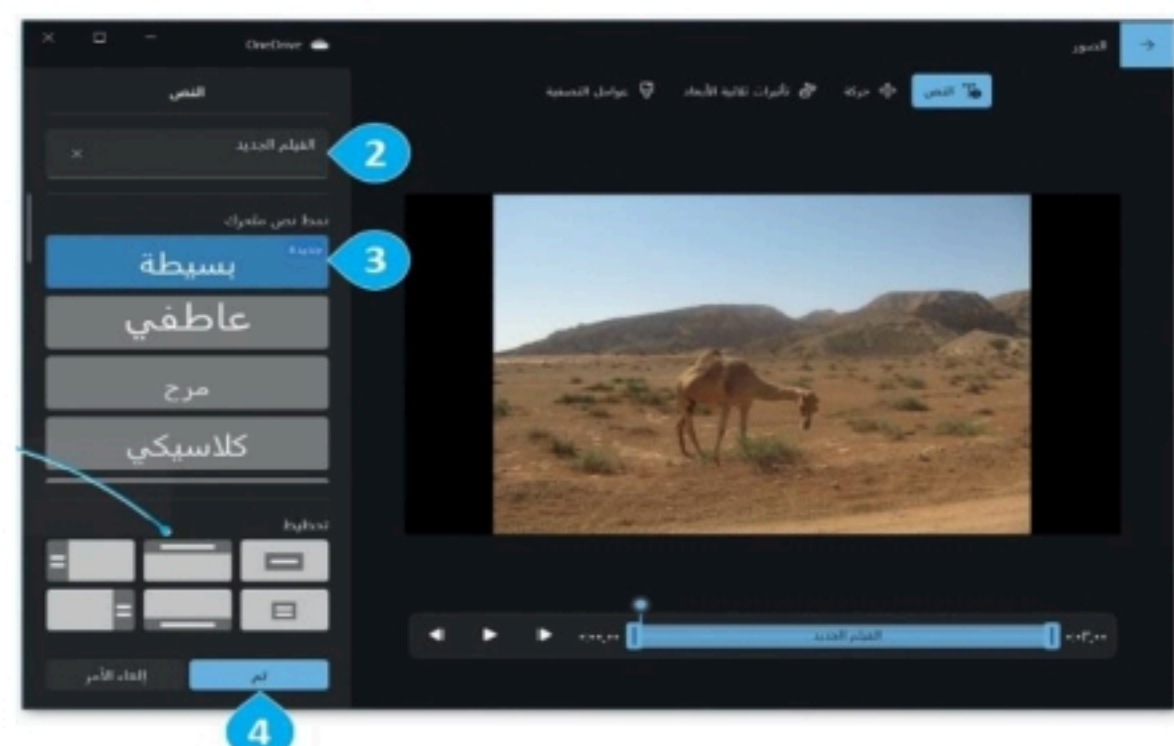 الصور
OneDrive
النص
حركة
تأثيرات ثلاثية الأبعاد
عوامل التصفية
النص
الفيلم الجديد
2
نمط نص متحرك
جديدة
بسيطة
3
عاطفي
مرح
كلاسيكي
تخطيط
الفيلم الجديد
تم
إلغاء الأمر
4